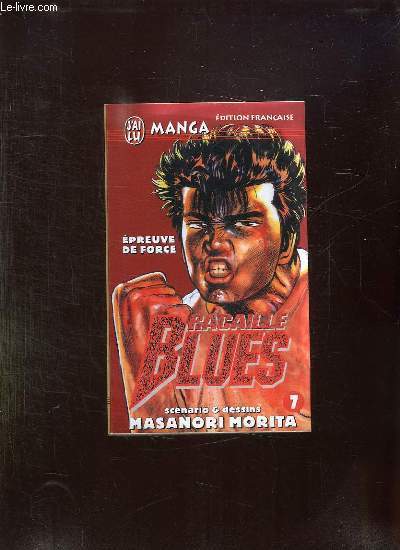 Le-livre.com
J'AI LU
MANGA
ÉDITION FRANÇAISE
ÉPREUVE
DE FORCE
RACAILLE
BLUES
scénario & dessins
7
MASANORI MORITA